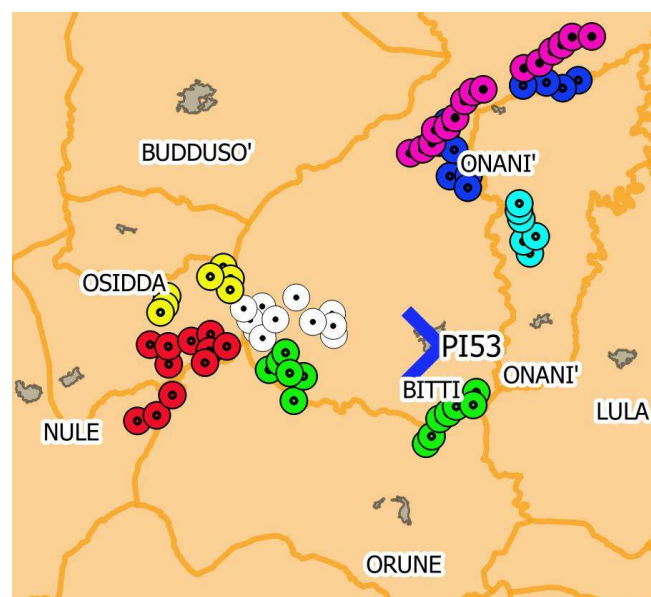 BUDDUSO'
ONANI'
OSIDDA
PI53
ONANI'
BITTI
LULA
NULE
ORUNE